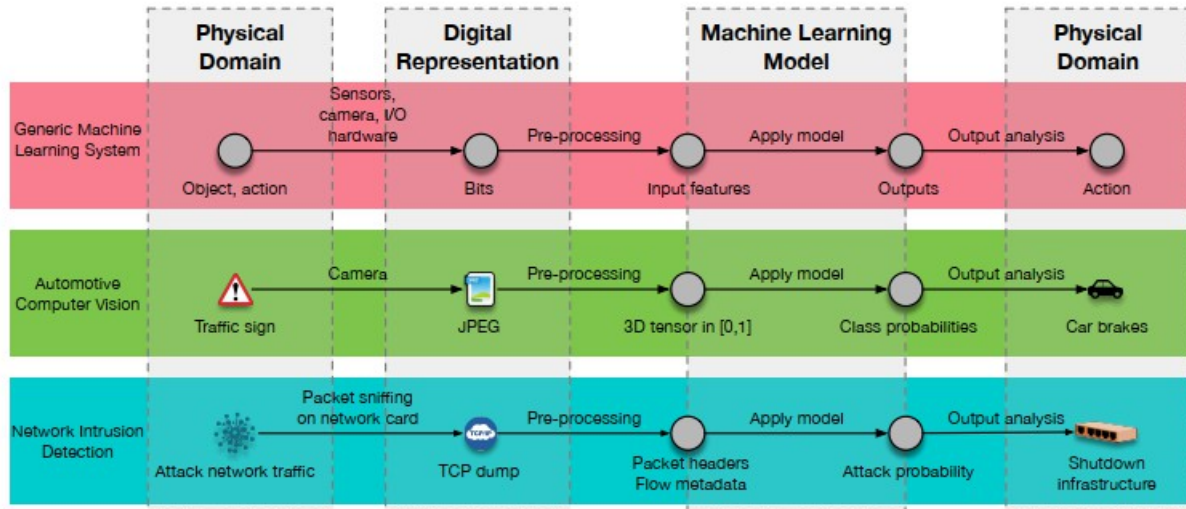 Physical
Domain
Digital
Representation
Machine Learning
Model
Physical
Domain
Generic Machine
Learning System
Sensors,
camera, I/O
hardware
Pre-processing
Apply model
Output analysis
Object, action
Bits
Input features
Outputs
Action
Automotive
Computer Vision
Camera
Pre-processing
Apply model
Output analysis
Traffic sign
JPEG
3D tensor in [0,1]
Class probabilities
Car brakes
Network Intrusion
Detection
Packet sniffing
on network card
Pre-processing
Apply model
Output analysis
TCP/IP
Attack network traffic
TCP dump
Packet headers
Flow metadata
Attack probability
Shutdown
infrastructure